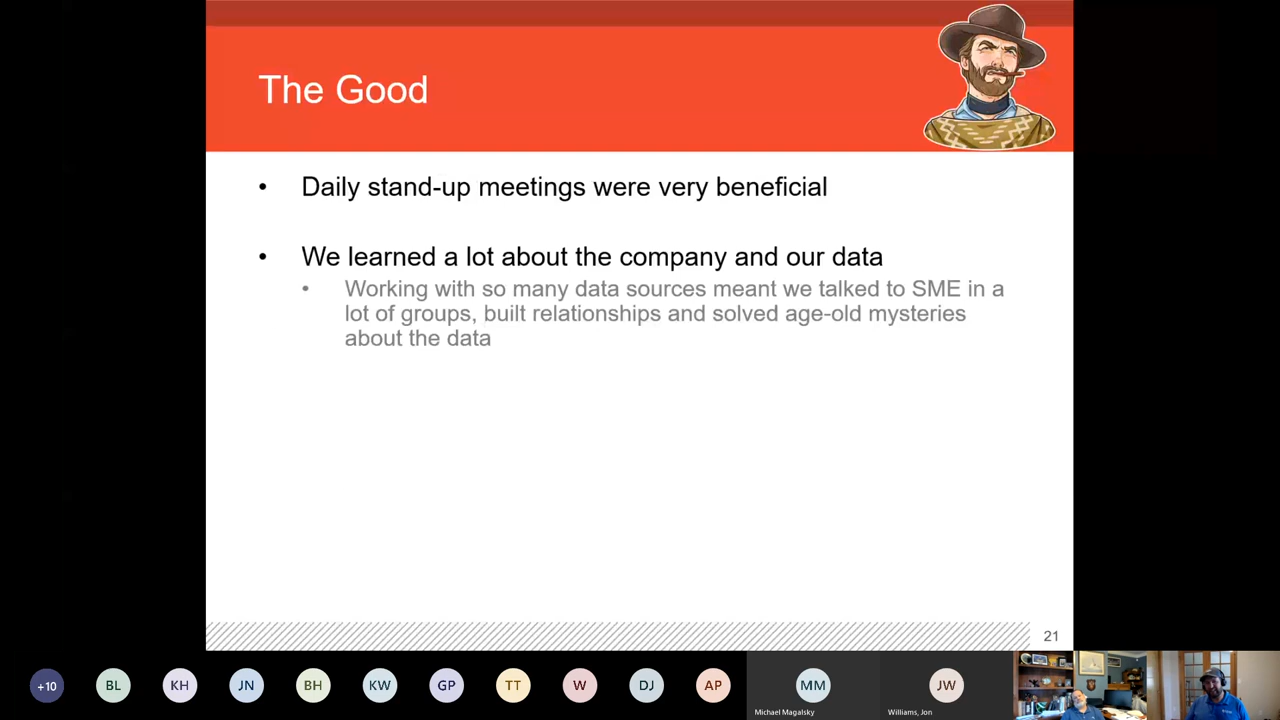 The Good
• Daily stand-up meetings were very beneficial
• We learned a lot about the company and our data
• Working with so many data sources meant we talked to SME in a
lot of groups, built relationships and solved age-old mysteries
about the data
21
+10
BL
KH
JN
BH
KW
GP
TT
W
DJ
AP
MM
JW
Michael Magalsky
Williams, Jon